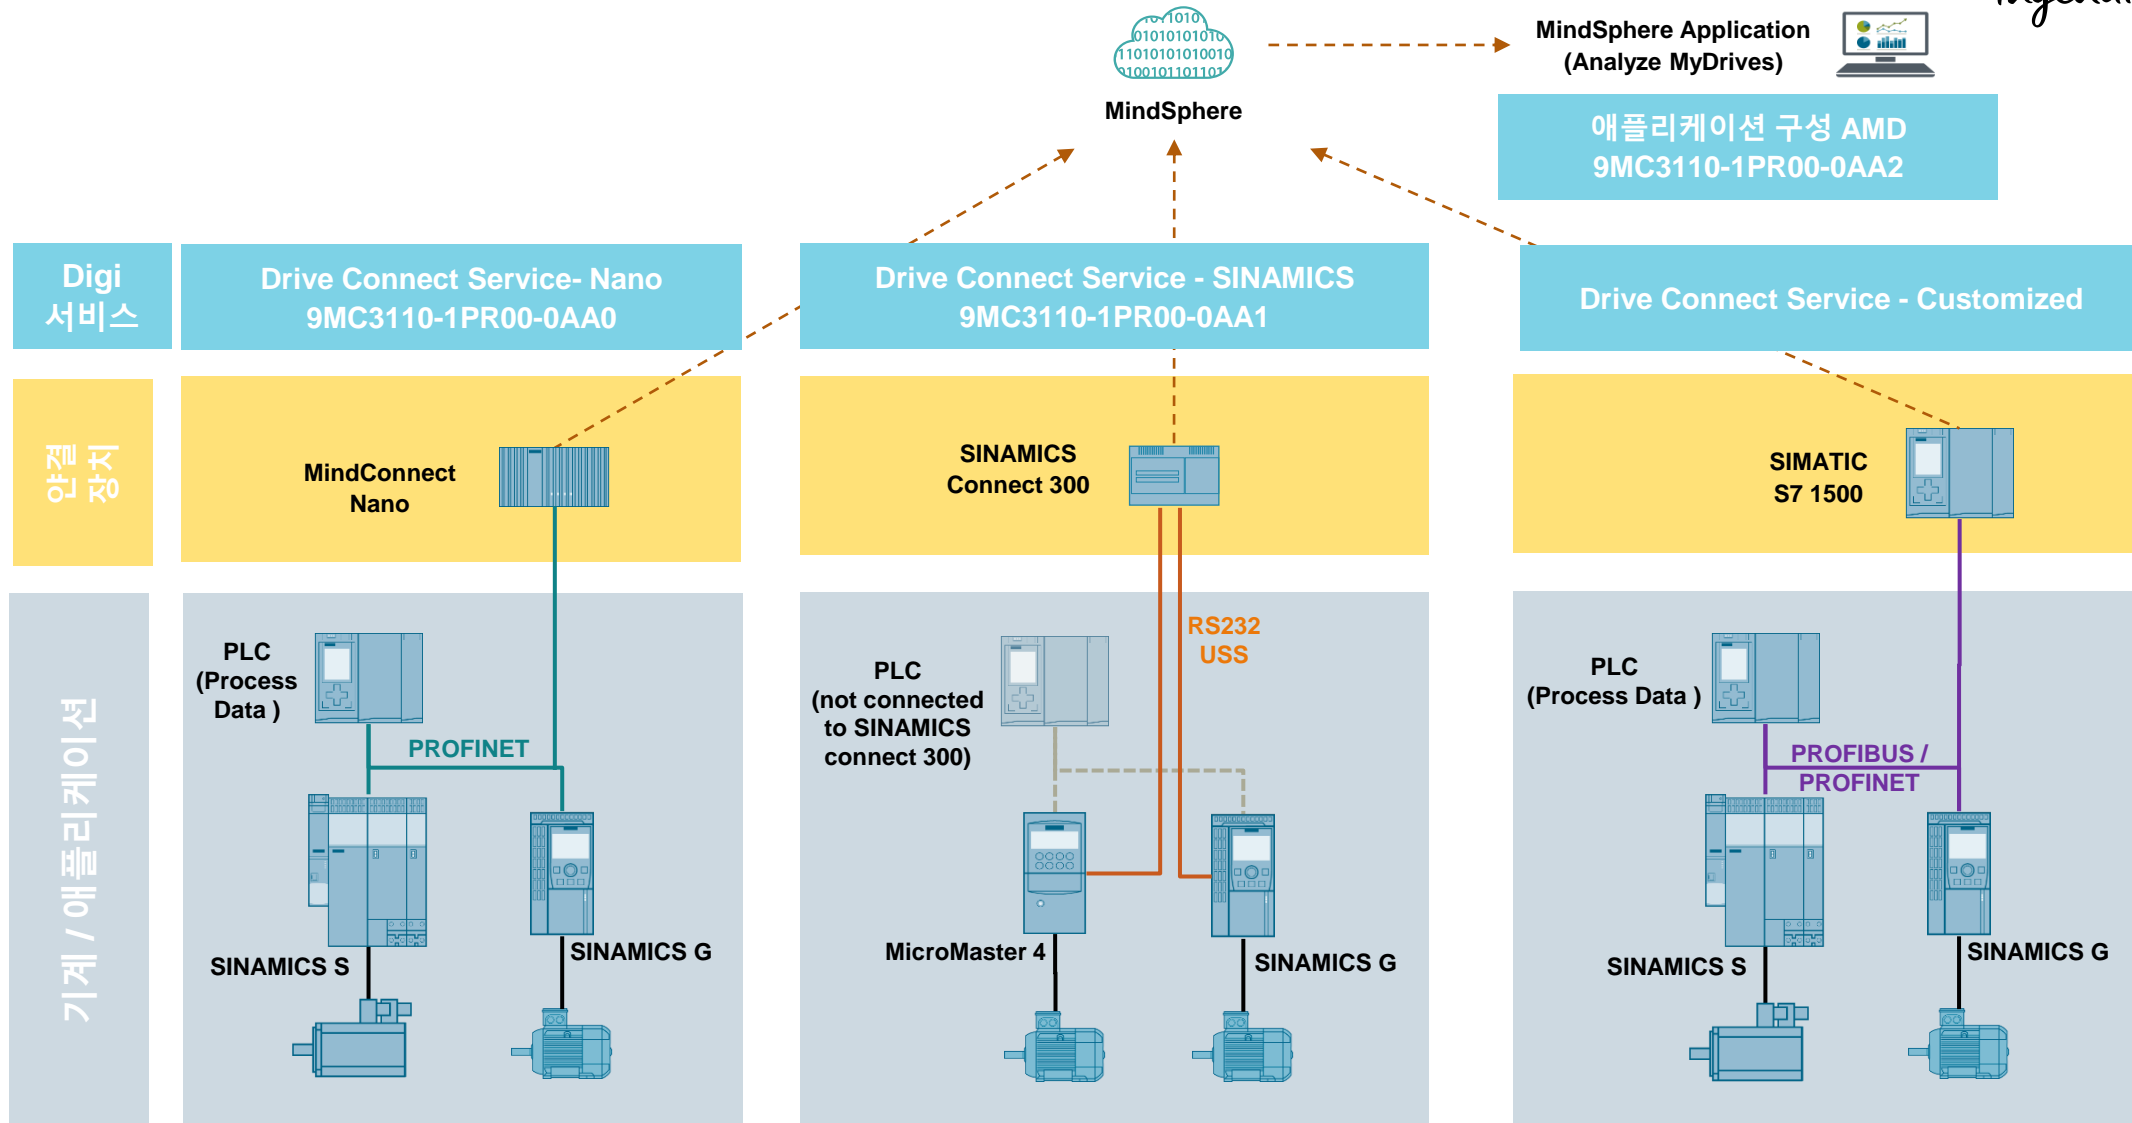 MindSphere
MindSphere Application
(Analyze MyDrives)
애플리케이션 구성 AMD
9MC3110-1PR00-0AA2
Digi
서비스
Drive Connect Service- Nano
9MC3110-1PR00-0AA0
Drive Connect Service - SINAMICS
9MC3110-1PR00-0AA1
Drive Connect Service - Customized
얀결
장치
MindConnect
Nano
SINAMICS
Connect 300
SIMATIC
S7 1500
기계 / 애플리케이션
PLC
(Process
Data )
PROFINET
SINAMICS S
SINAMICS G
RS232
USS
PLC
(not connected
to SINAMICS
connect 300)
MicroMaster 4
SINAMICS G
PLC
(Process Data )
PROFIBUS /
PROFINET
SINAMICS S
SINAMICS G